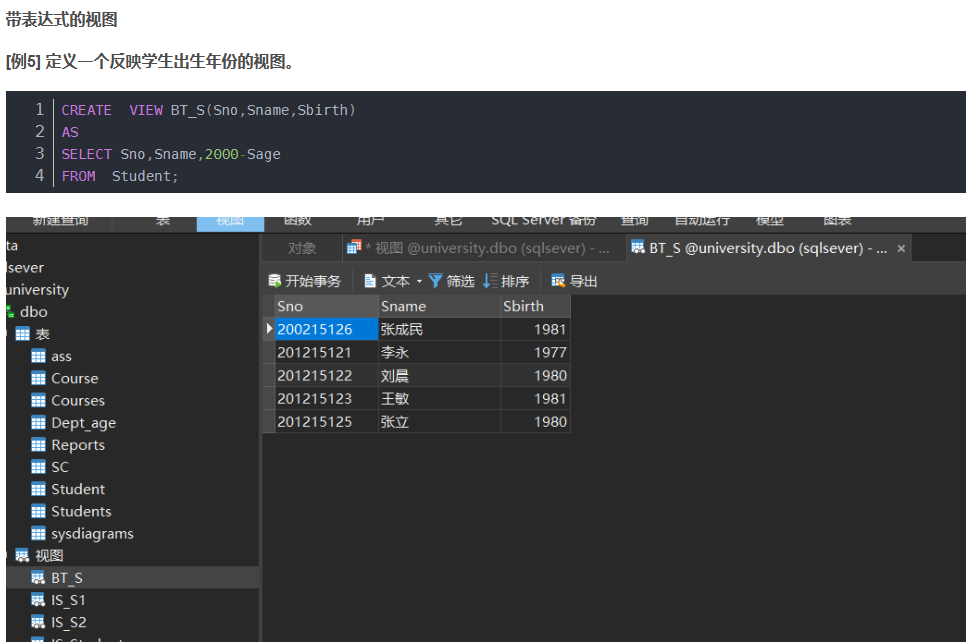 带表达式的视图
[例5] 定义一个反映学生出生年份的视图。
1 CREATE  VIEW BT_S(Sno,Sname,Sbirth)
2 AS
3 SELECT Sno,Sname,2000-Sage
4 FROM  Student;
新建查询 表 视图 函数 用户 其它 SQL Server 备份 查询 自动运行 模型 图表
ta
lsever
university
dbo
表
ass
Course
Courses
Dept_age
Reports
SC
Student
Students
sysdiagrams
视图
BT_S
IS_S1
IS_S2
IS_Student
对象 * 视图 @university.dbo (sqlsever) - ... BT_S @university.dbo (sqlsever) - ... ×
开始事务 文本 筛选 排序 导出
Sno Sname Sbirth
200215126 张成民 1981
201215121 李永 1977
201215122 刘晨 1980
201215123 王敏 1981
201215125 张立 1980